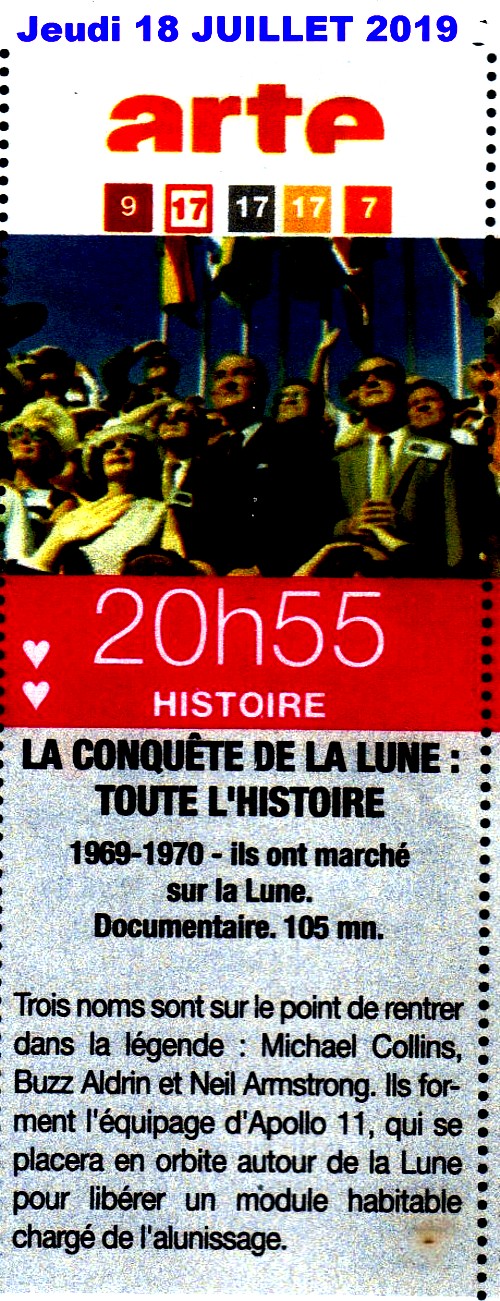 Jeudi 18 JUILLET 2019
arte
9 17 17 17 7
20h55
HISTOIRE
LA CONQUÊTE DE LA LUNE :
TOUTE L'HISTOIRE
1969-1970 - ils ont marché
sur la Lune.
Documentaire. 105 mn.
Trois noms sont sur le point de rentrer
dans la légende : Michael Collins,
Buzz Aldrin et Neil Armstrong. Ils for-
ment l'équipage d'Apollo 11, qui se
placera en orbite autour de la Lune
pour libérer un module habitable
chargé de l'alunissage.